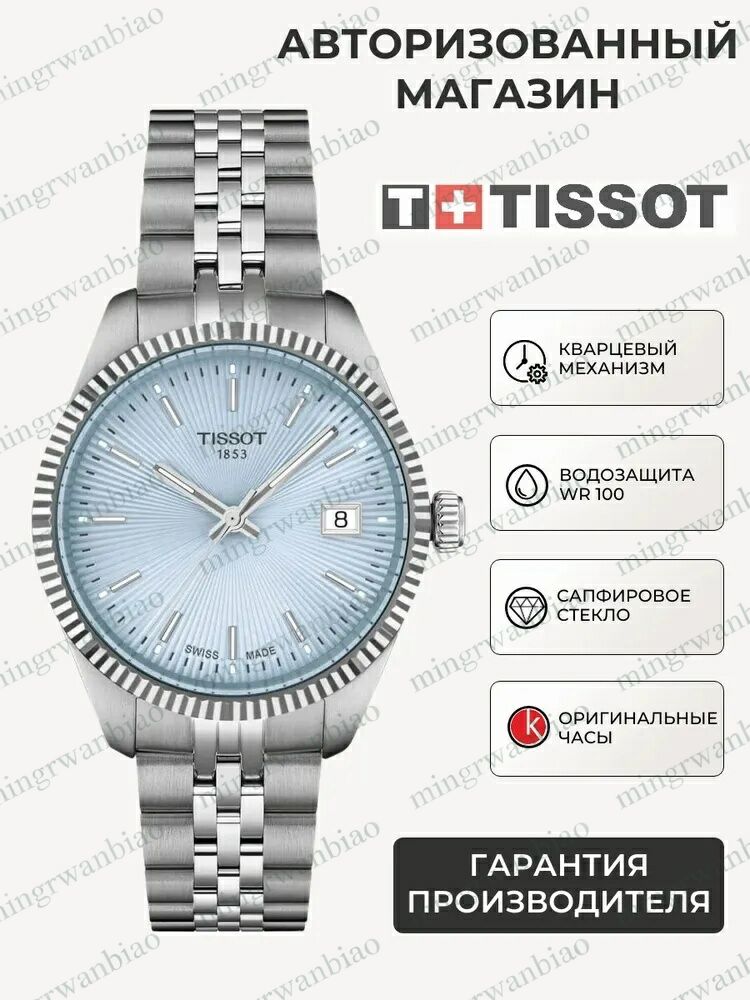 АВТОРИЗОВАННЫЙ
МАГАЗИН
T+TISSOT
КВАРЦЕВЫЙ
МЕХАНИЗМ
ВОДОЗАЩИТА
WR 100
САПФИРОВОЕ
СТЕКЛО
k
ОРИГИНАЛЬНЫЕ
ЧАСЫ
ГАРАНТИЯ
ПРОИЗВОДИТЕЛЯ
TISSOT
1853
8
SWISS MADE
mingrwanbiao